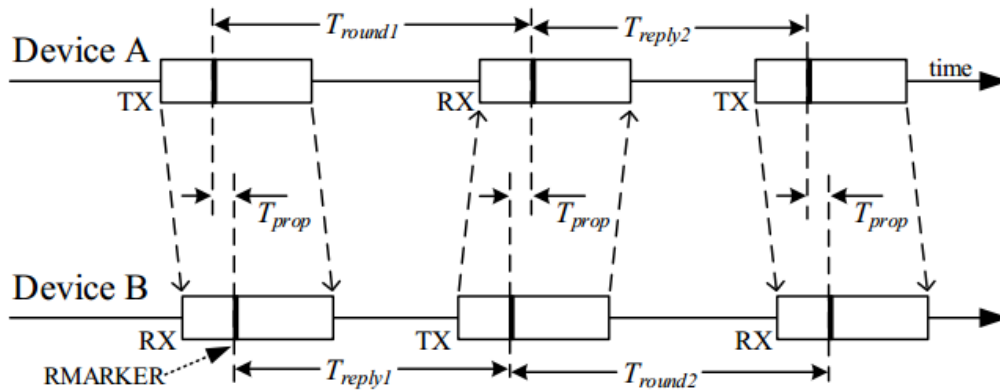 T_round1
T_reply2
Device A
time
TX
RX
TX
T_prop
T_prop
T_prop
Device B
RX
TX
RX
RMARKER
T_reply1
T_round2